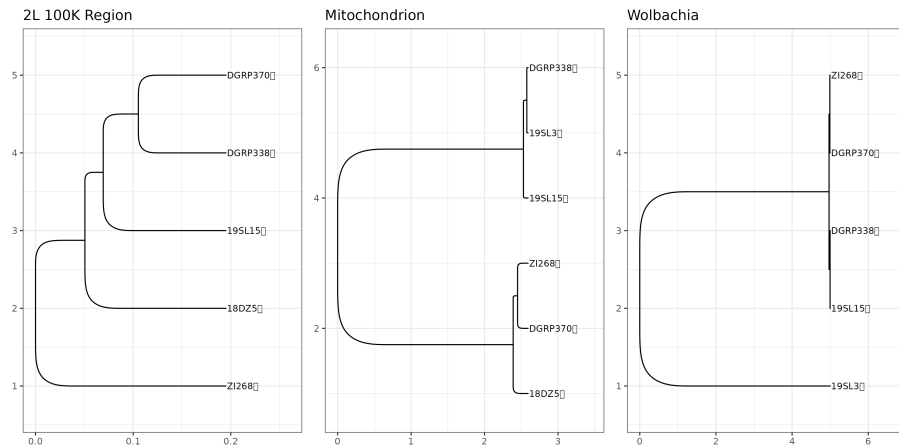 2L 100K Region
5
4
3
2
1
0.0
0.1
0.2
DGRP370▯
DGRP338▯
19SL15▯
18DZ5▯
ZI268▯
Mitochondrion
6
4
2
0
1
2
3
DGRP338▯
19SL3▯
19SL15▯
ZI268▯
DGRP370▯
18DZ5▯
Wolbachia
5
4
3
2
1
0
2
4
6
ZI268▯
DGRP370▯
DGRP338▯
19SL15▯
19SL3▯